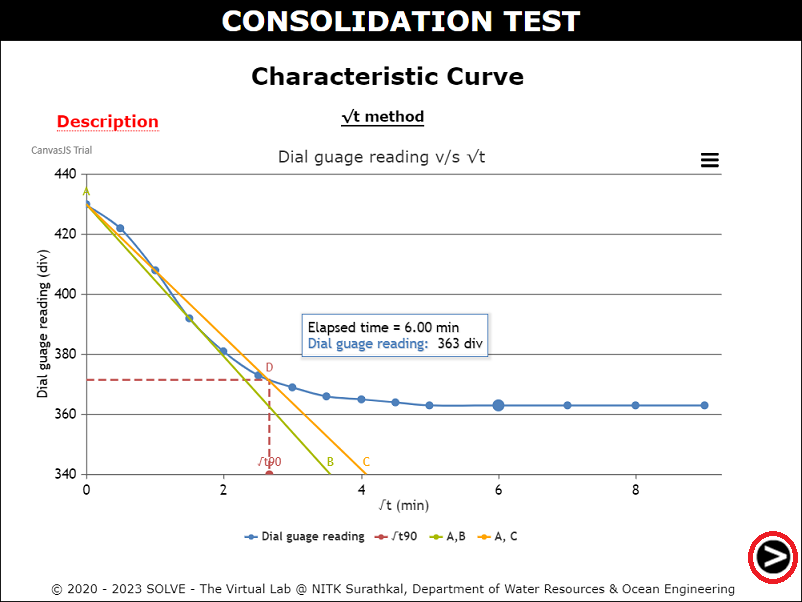 CONSOLIDATION TEST
Characteristic Curve
Description
√t method
CanvasJS Trial
Dial guage reading v/s √t
440
420
400
380
360
340
Dial guage reading (div)
A
Elapsed time = 6.00 min
Dial guage reading: 363 div
D
√t90
B
C
0
2
4
6
8
√t (min)
Dial guage reading
√t90
A,B
A, C
>
© 2020 - 2023 SOLVE - The Virtual Lab @ NITK Surathkal, Department of Water Resources & Ocean Engineering